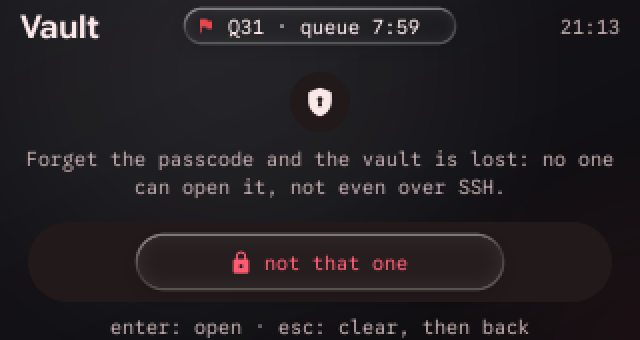 Vault
Q31 · queue 7:59
21:13
Forget the passcode and the vault is lost: no one
can open it, not even over SSH.
not that one
enter: open · esc: clear, then back